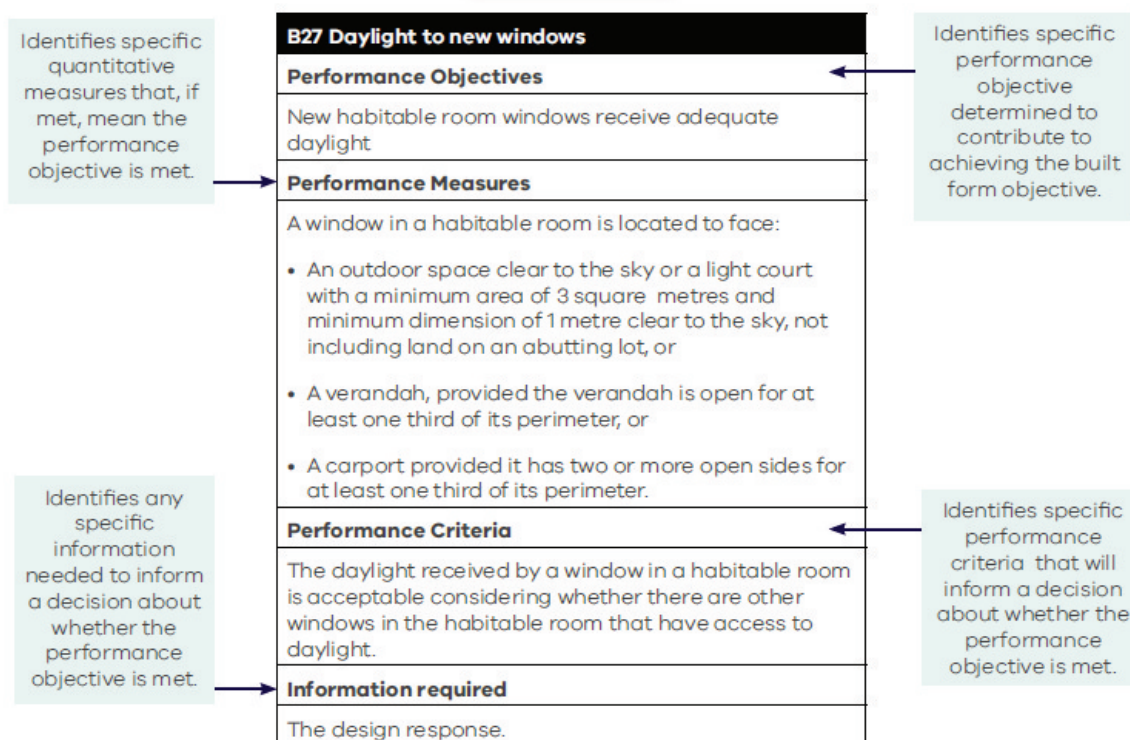 Identifies specific
quantitative
measures that, if
met, mean the
performance
objective is met.
B27 Daylight to new windows
Performance Objectives
New habitable room windows receive adequate
daylight
Identifies specific
performance
objective
determined to
contribute to
achieving the built
form objective.
Performance Measures
A window in a habitable room is located to face:
• An outdoor space clear to the sky or a light court
with a minimum area of 3 square metres and
minimum dimension of 1 metre clear to the sky, not
including land on an abutting lot, or
• A verandah, provided the verandah is open for at
least one third of its perimeter, or
• A carport provided it has two or more open sides for
at least one third of its perimeter.
Identifies any
specific
information
needed to inform
a decision about
whether the
performance
objective is met.
Performance Criteria
The daylight received by a window in a habitable room
is acceptable considering whether there are other
windows in the habitable room that have access to
daylight.
Identifies specific
performance
criteria that will
inform a decision
about whether the
performance
objective is met.
Information required
The design response.